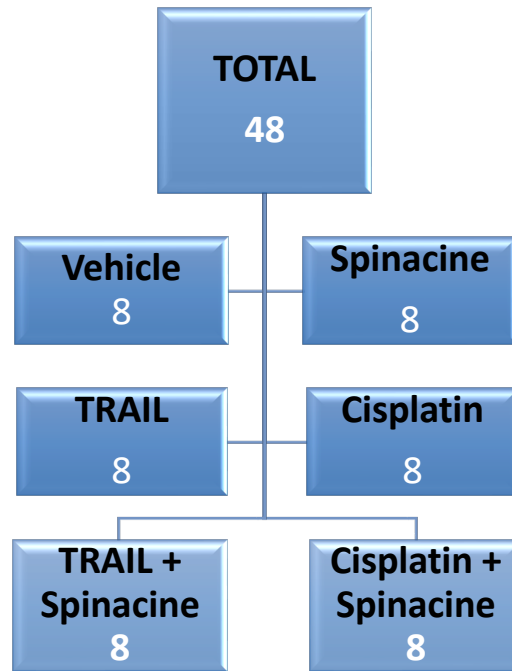 TOTAL
48
Vehicle
8
Spinacine
8
TRAIL
8
Cisplatin
8
TRAIL +
Spinacine
8
Cisplatin +
Spinacine
8